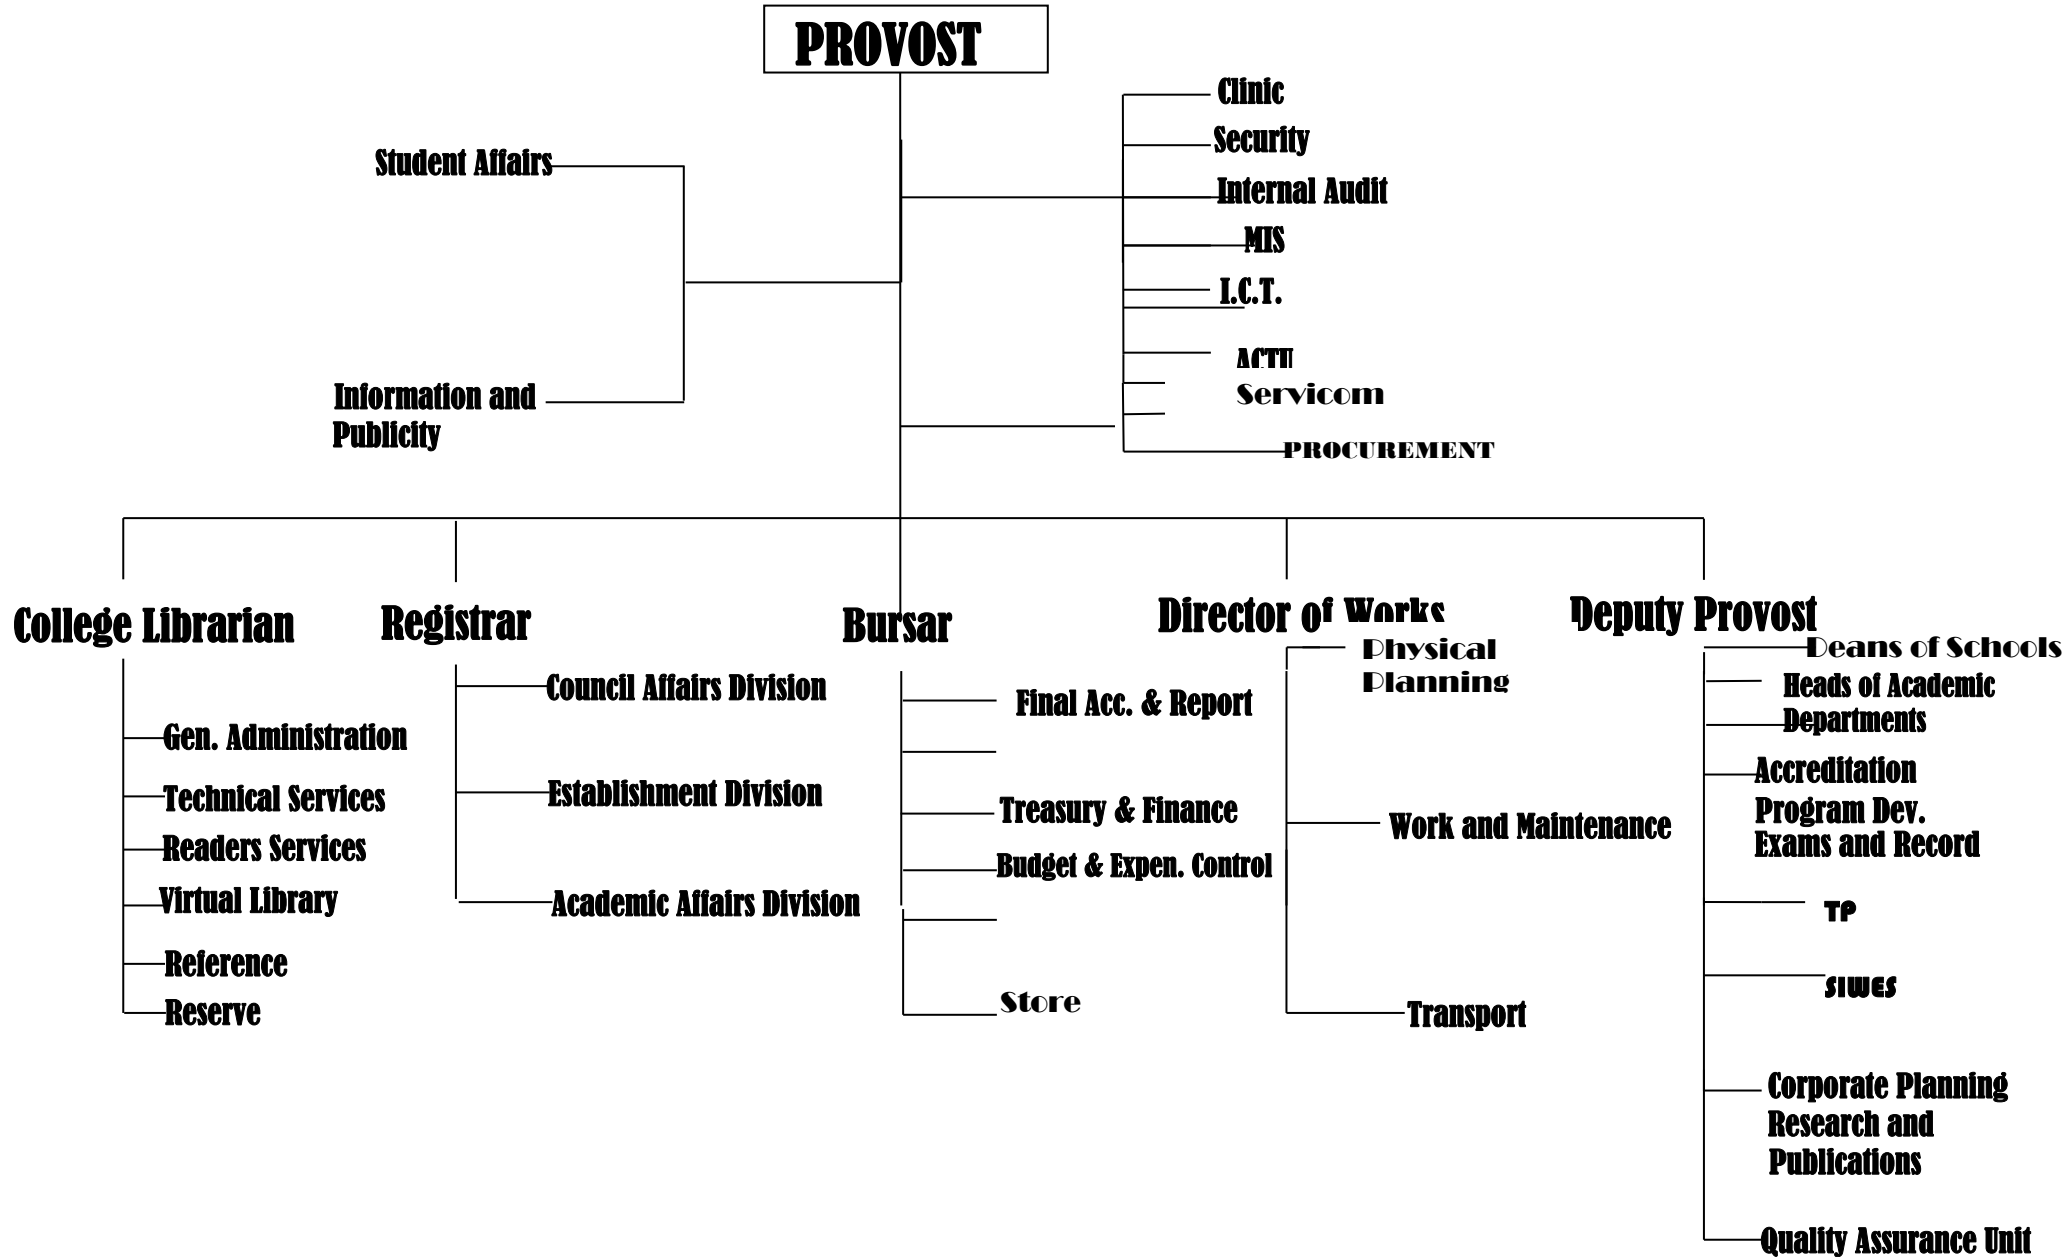 PROVOST
Clinic
Security
Student Affairs
Internal Audit
MIS
I.C.T.
ACTU
Servicom
Information and
Publicity
PROCUREMENT
College Librarian
Gen. Administration
Technical Services
Readers Services
Virtual Library
Reference
Reserve
Registrar
Council Affairs Division
Establishment Division
Academic Affairs Division
Bursar
Final Acc. & Report
Treasury & Finance
Budget & Expen. Control
Store
Director of Works
Physical
Planning
Work and Maintenance
Transport
Deputy Provost
Deans of Schools
Heads of Academic
Departments
Accreditation
Program Dev.
Exams and Record
TP
SIWES
Corporate Planning
Research and
Publications
Quality Assurance Unit